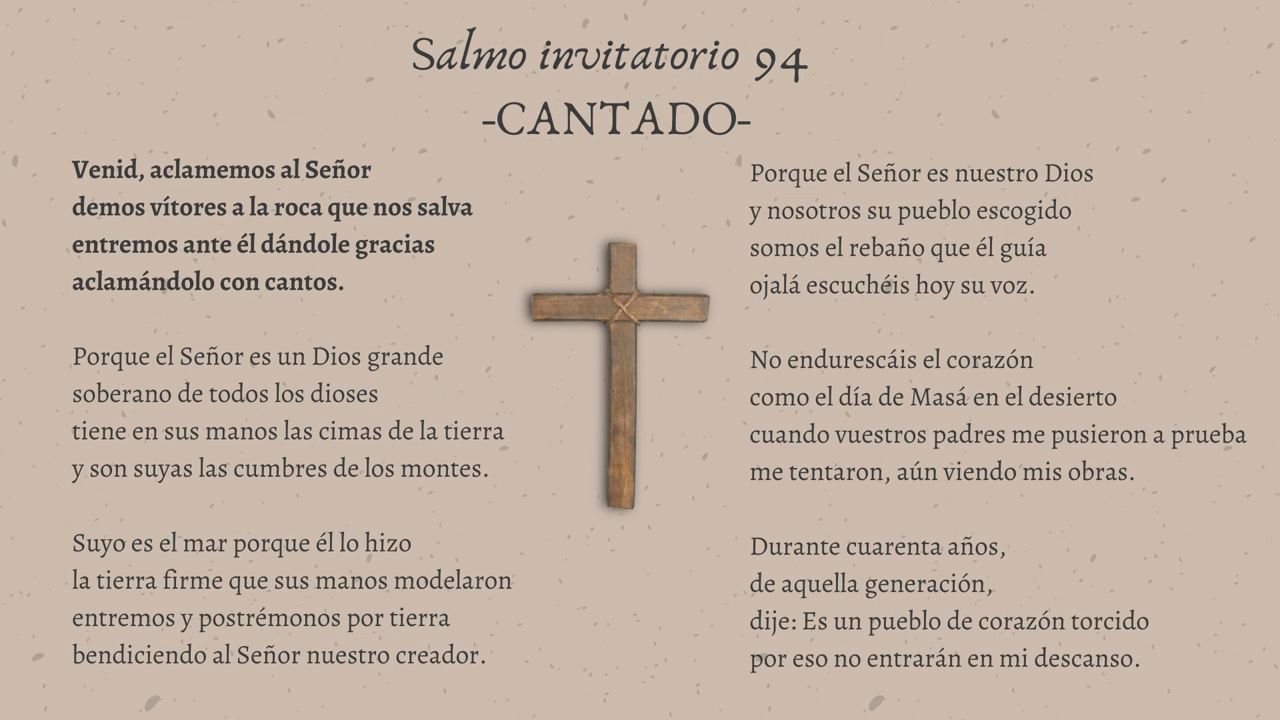 Salmo invitatorio 94
-CANTADO-
Venid, aclamemos al Señor
demos vítores a la roca que nos salva
entremos ante él dándole gracias
aclamándolo con cantos.
Porque el Señor es un Dios grande
soberano de todos los dioses
tiene en sus manos las cimas de la tierra
y son suyas las cumbres de los montes.
Suyo es el mar porque él lo hizo
la tierra firme que sus manos modelaron
entremos y postrémonos por tierra
bendiciendo al Señor nuestro creador.
Porque el Señor es nuestro Dios
y nosotros su pueblo escogido
somos el rebaño que él guía
ojalá escuchéis hoy su voz.
No endurescáis el corazón
como el día de Masá en el desierto
cuando vuestros padres me pusieron a prueba
me tentaron, aún viendo mis obras.
Durante cuarenta años,
de aquella generación,
dije: Es un pueblo de corazón torcido
por eso no entrarán en mi descanso.